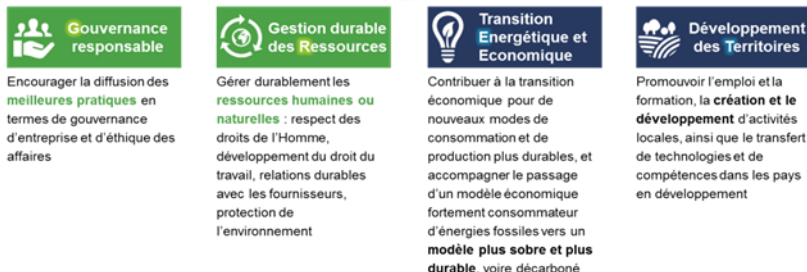 Gouvernance
responsable
Encourager la diffusion des
meilleures pratiques en
termes de gouvernance
d'entreprise et d'éthique des
affaires
Gestion durable
des Ressources
Gérer durablement les
ressources humaines ou
naturelles : respect des
droits de l'Homme,
développement du droit du
travail, relations durables
avec les fournisseurs,
protection de
l'environnement
Transition
Energétique et
Economique
Contribuer à la transition
économique pour de
nouveaux modes de
consommation et de
production plus durables, et
accompagner le passage
d'un modèle économique
fortement consommateur
d'énergies fossiles vers un
modèle plus sobre et plus
durable, voire décarboné
Développement
des Territoires
Promouvoir l'emploi et la
formation, la création et le
développement d'activités
locales, ainsi que le transfert
de technologies et de
compétences dans les pays
en développement